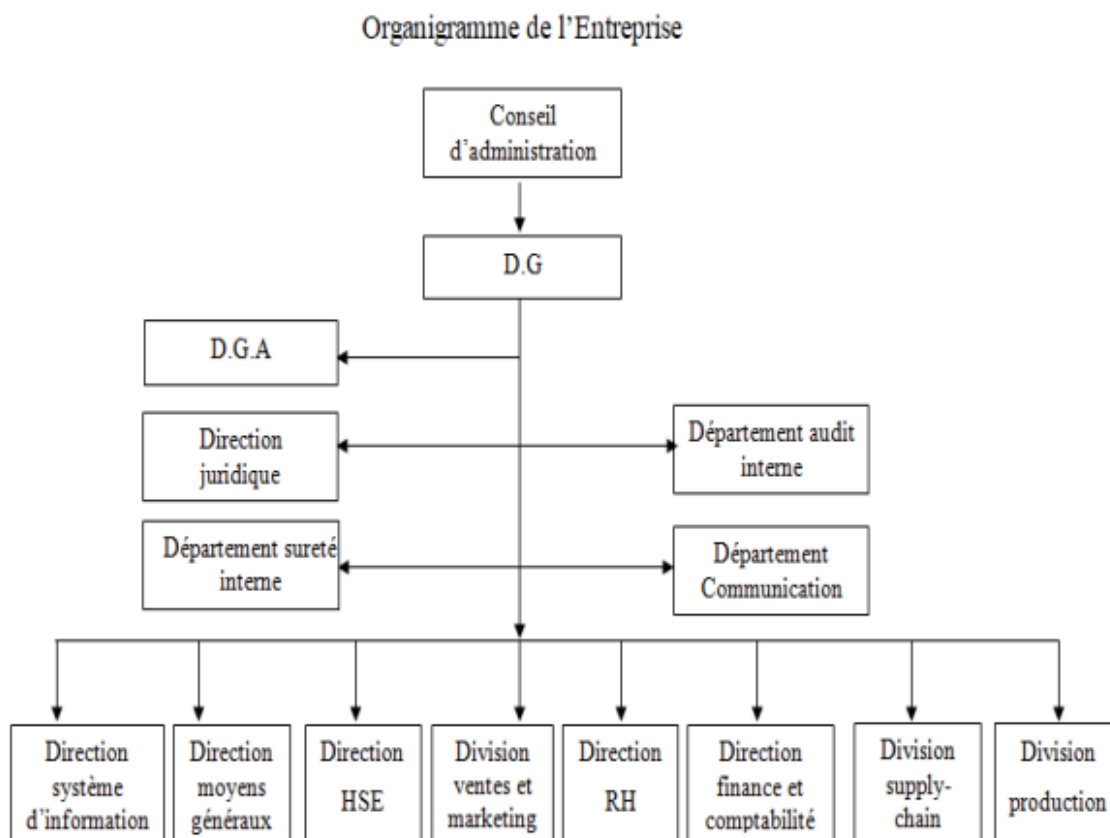 Organigramme de l'Entreprise
Conseil
d'administration
D.G
D.G.A
Direction
juridique
Département audit
interne
Département sureté
interne
Département
Communication
Direction
système
d'information
Direction
moyens
généraux
Direction
HSE
Division
ventes et
marketing
Direction
RH
Direction
finance et
comptabilité
Division
supply-
chain
Division
production